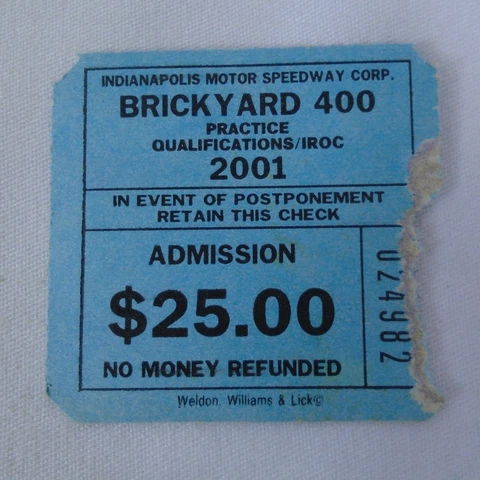 INDIANAPOLIS MOTOR SPEEDWAY CORP.
BRICKYARD 400
PRACTICE
QUALIFICATIONS/IROC
2001
IN EVENT OF POSTPONEMENT
RETAIN THIS CHECK
ADMISSION
$25.00
NO MONEY REFUNDED
024982
Weldon, Williams & Lick©